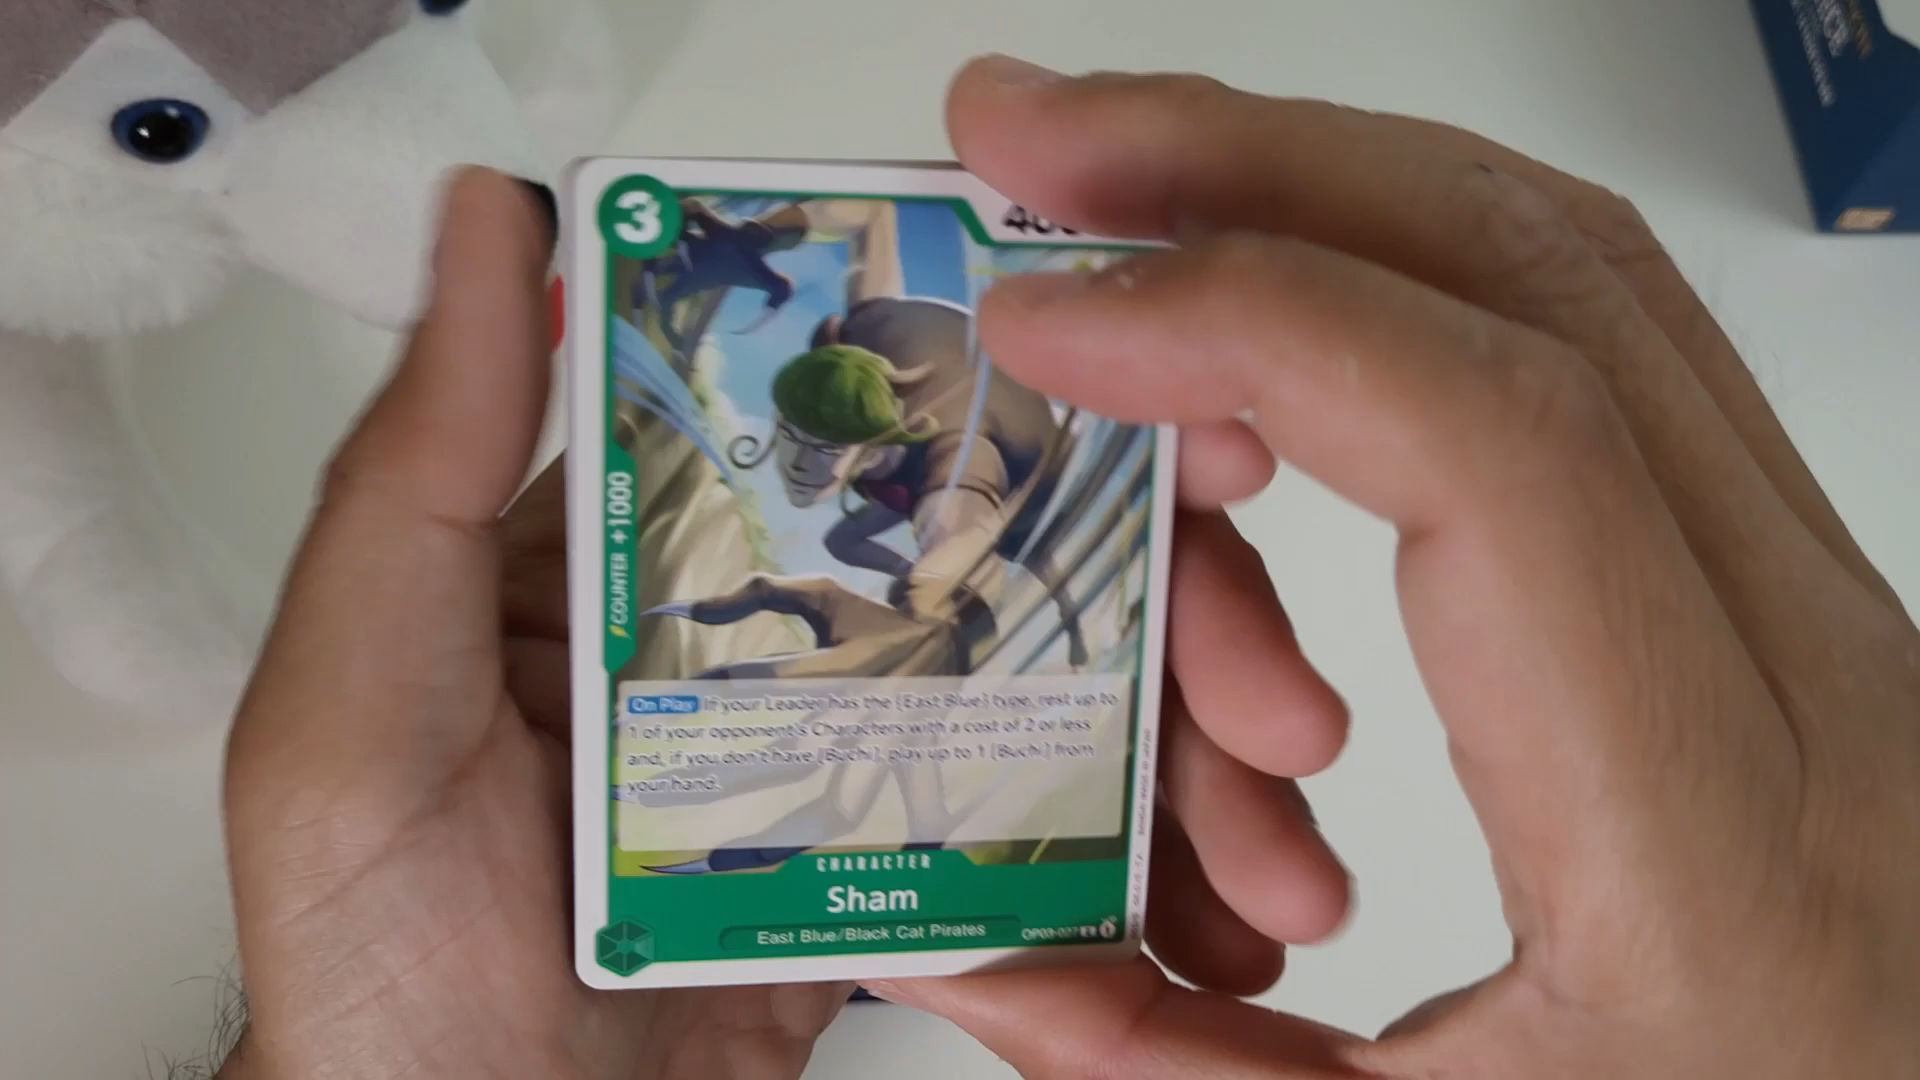 3
COUNTER +1000
On Play If your Leader has the {East Blue} type, rest up to
1 of your opponent's Characters with a cost of 2 or less
and, if you don't have [Buchi], play up to 1 [Buchi] from
your hand.
CHARACTER
Sham
East Blue/Black Cat Pirates
OP03-027